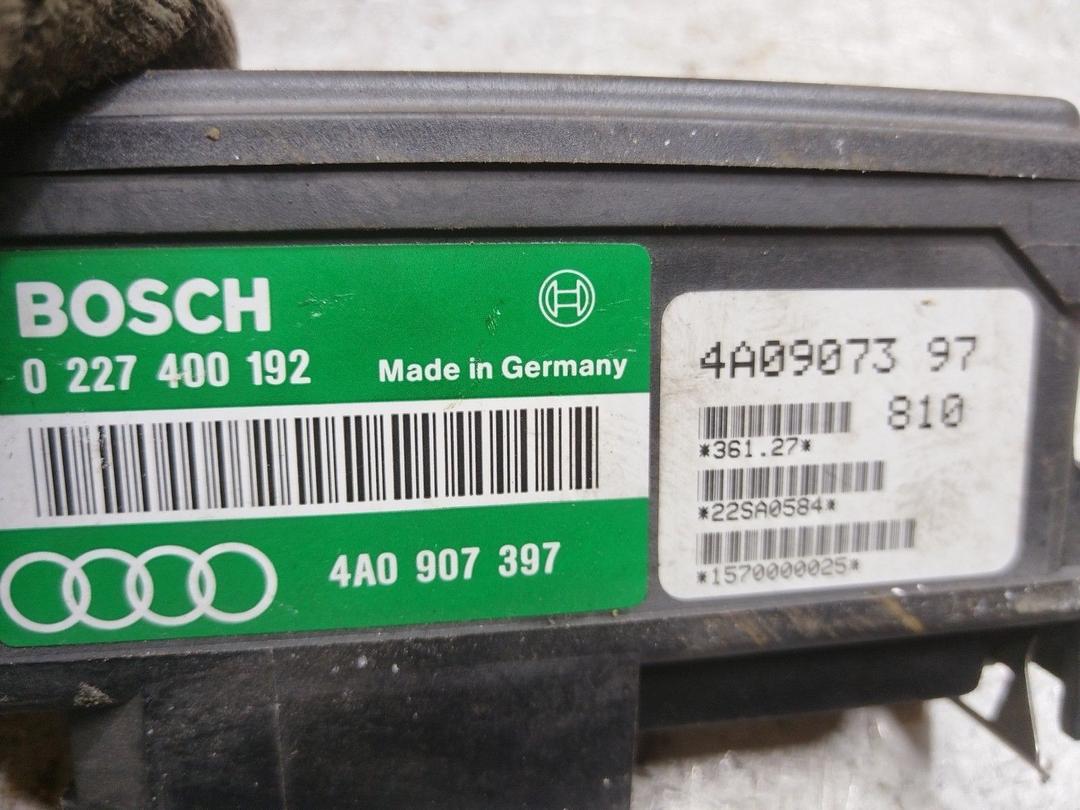 BOSCH
0 227 400 192
Made in Germany
4A0 907 397
4A09073 97
810
*361.27*
*22SA0584*
*1570000025*